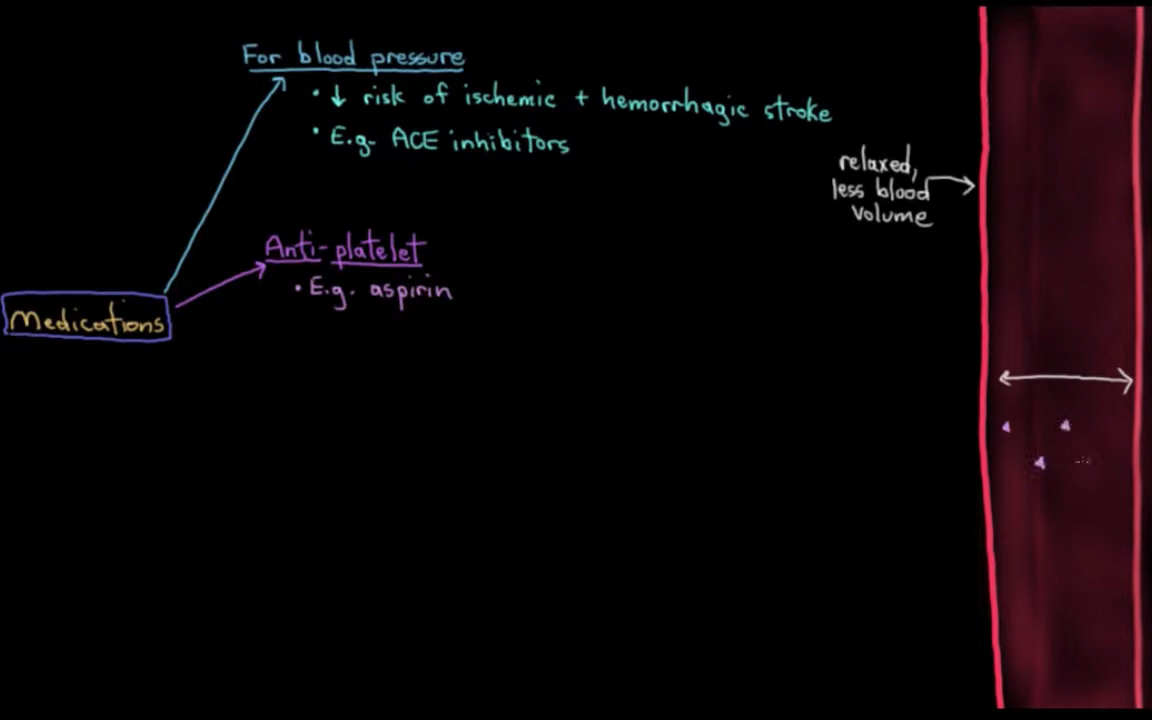 For blood pressure
• ↓ risk of ischemic + hemorrhagic stroke
• E.g. ACE inhibitors
relaxed,
less blood
volume
Anti-platelet
• E.g. aspirin
Medications